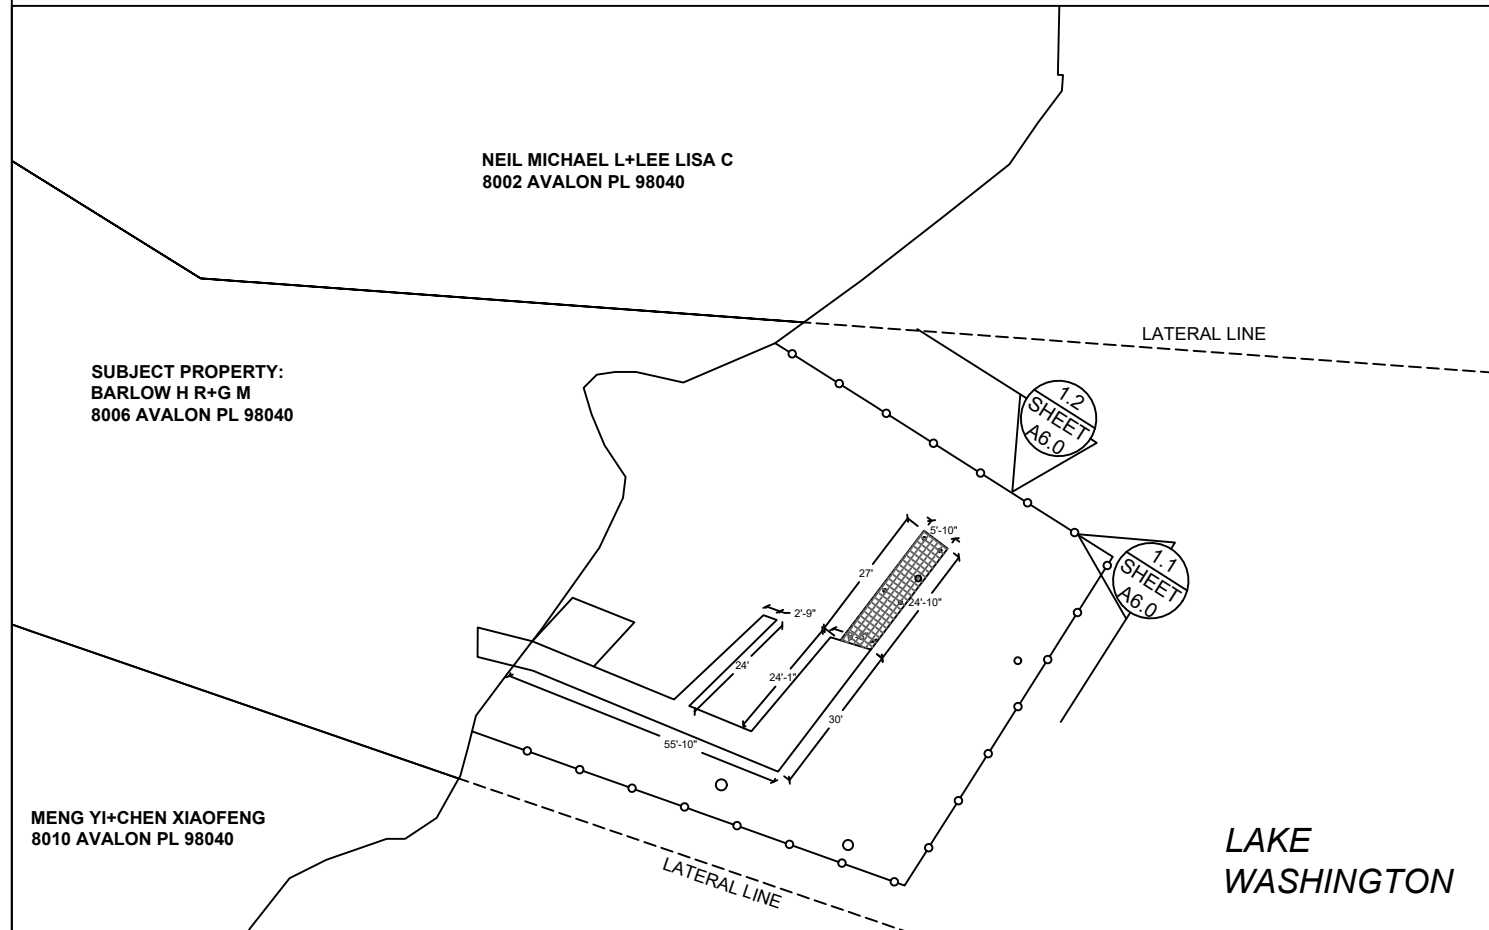 NEIL MICHAEL L+LEE LISA C
8002 AVALON PL 98040
LATERAL LINE
SUBJECT PROPERTY:
BARLOW H R+G M
8006 AVALON PL 98040
1.2
SHEET
A6.0
5'-10"
27'
1.1
SHEET
A6.0
24'-10"
2'-9"
24'
24'-1"
30'
55'-10"
MENG YI+CHEN XIAOFENG
8010 AVALON PL 98040
LATERAL LINE
LAKE
WASHINGTON